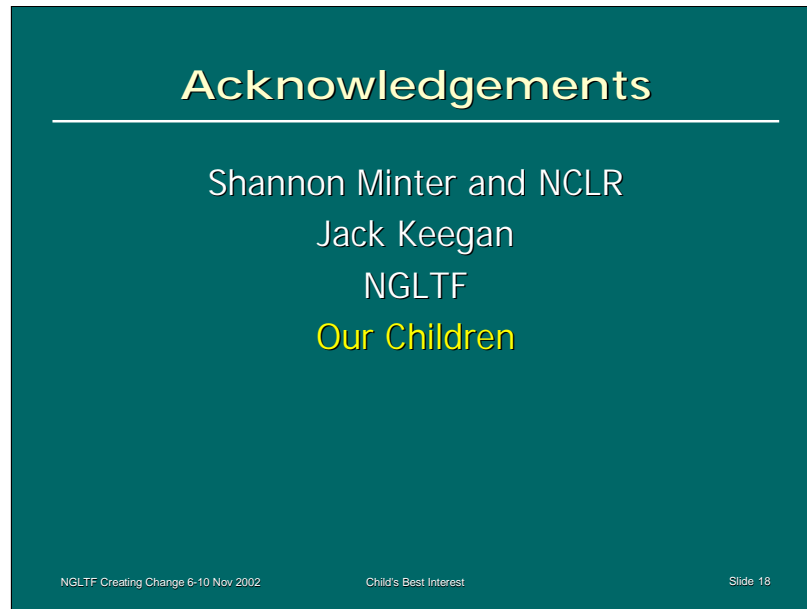 Acknowledgements
Shannon Minter and NCLR
Jack Keegan
NGLTF
Our Children
NGLTF Creating Change 6-10 Nov 2002 Child's Best Interest Slide 18